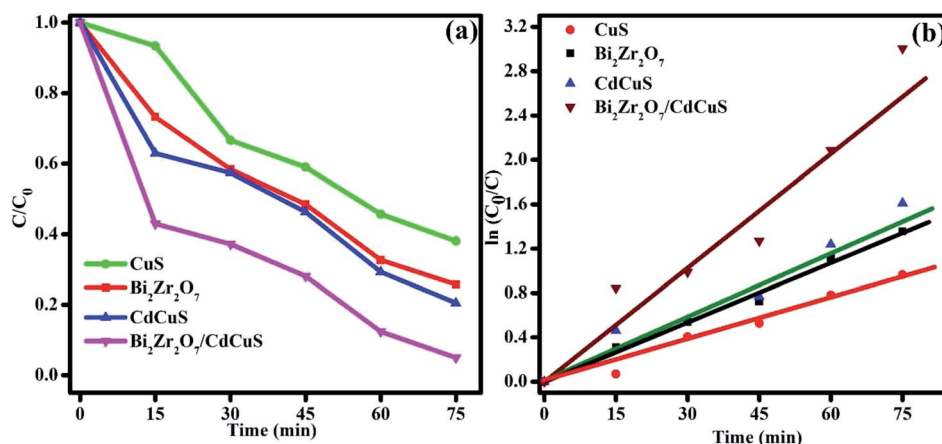 (a)
C/C₀
1.0
0.8
0.6
0.4
0.2
0.0
CuS
Bi₂Zr₂O₇
CdCuS
Bi₂Zr₂O₇/CdCuS
0 15 30 45 60 75
Time (min)
(b)
ln (C₀/C)
3.2
2.8
2.4
2.0
1.6
1.2
0.8
0.4
0.0
CuS
Bi₂Zr₂O₇
CdCuS
Bi₂Zr₂O₇/CdCuS
0 15 30 45 60 75
Time (min)